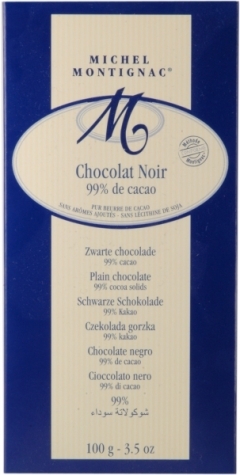 MICHEL
MONTIGNAC®
M
Chocolat Noir
99% de cacao
PUR BEURRE DE CACAO
SANS ARÔMES AJOUTÉS - SANS LÉCITHINE DE SOJA
Méthode
Montignac
Zwarte chocolade
99% cacao
Plain chocolate
99% cocoa solids
Schwarze Schokolade
99% Kakao
Czekolada gorzka
99% kakao
Chocolate negro
99% de cacao
Cioccolato nero
99% di cacao
99%
شوكولاتة سوداء
100 g - 3.5 oz